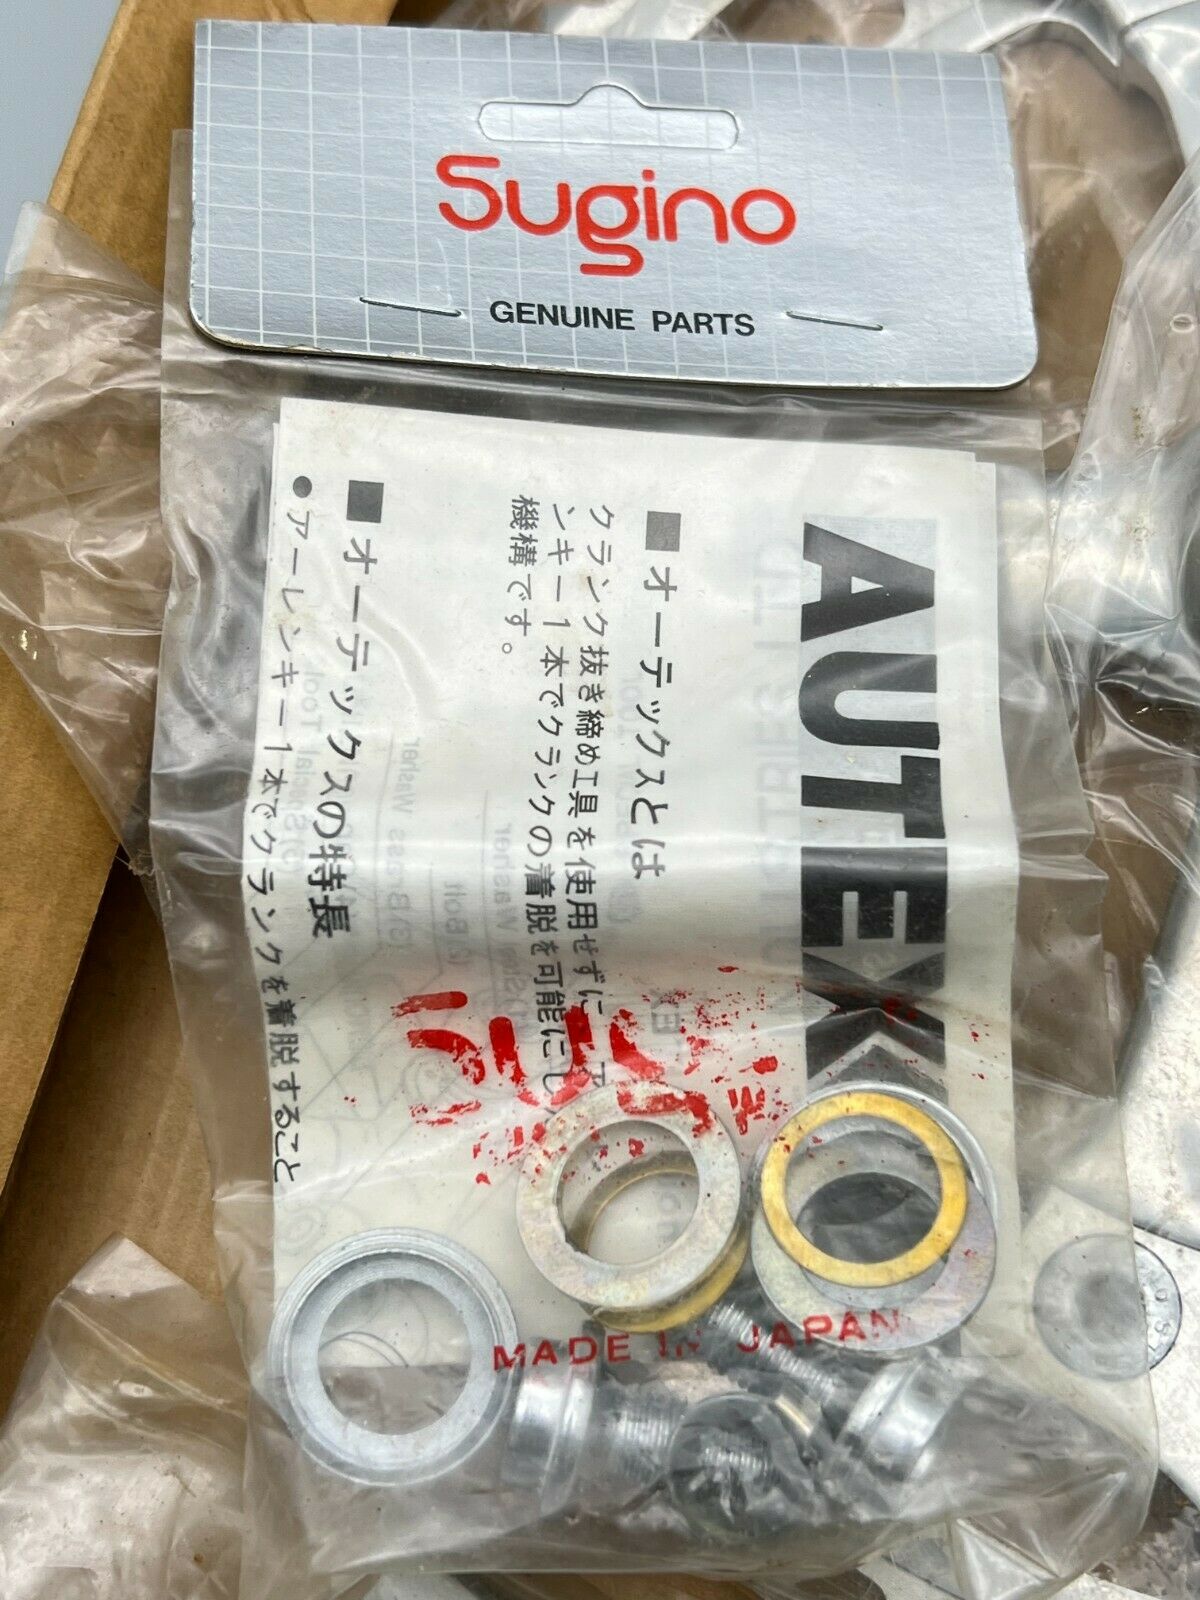 Sugino
GENUINE PARTS
AUTEX
■オーテックスとは
クランク抜き締め工具を使用せずに ア
ンキー1本でクランクの着脱を可能にし
機構です。
■オーテックスの特長
●アーレンキー1本でクランクを着脱すること
MADE IN JAPAN